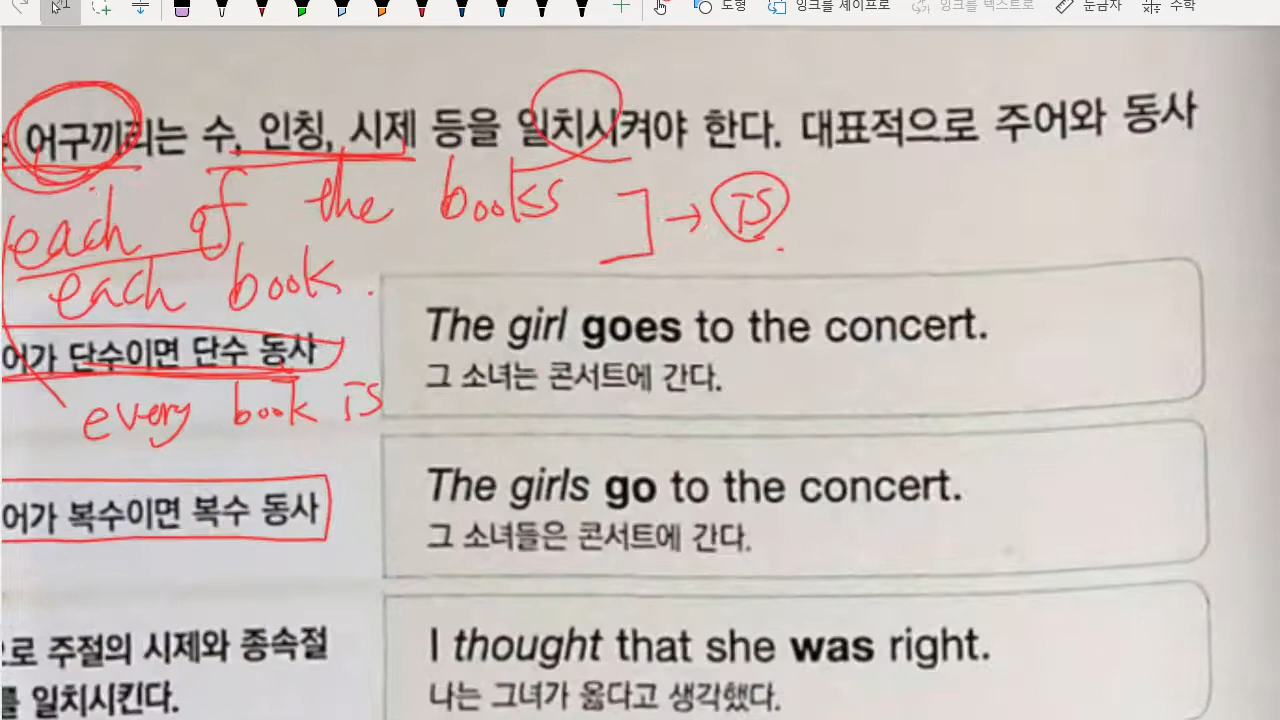 도형 잉크를 셰이프로 잉크를 텍스트로 눈금자 수학
어구끼리는 수, 인칭, 시제 등을 일치시켜야 한다. 대표적으로 주어와 동사
each of the books → is
each book.
어가 단수이면 단수 동사
The girl goes to the concert.
그 소녀는 콘서트에 간다.
every book is
어가 복수이면 복수 동사
The girls go to the concert.
그 소녀들은 콘서트에 간다.
로 주절의 시제와 종속절
를 일치시킨다.
I thought that she was right.
나는 그녀가 옳다고 생각했다.